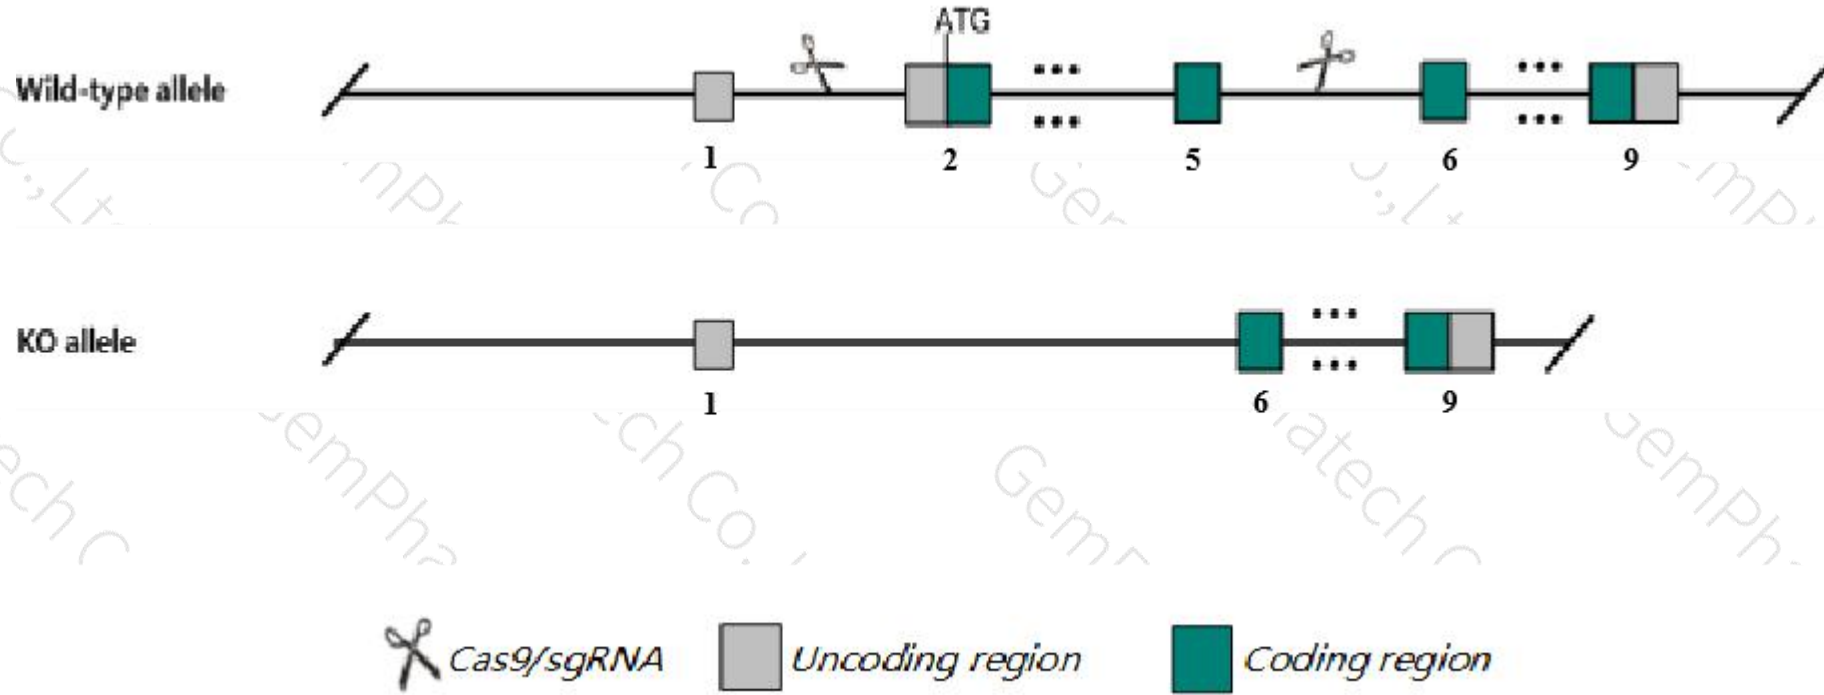 ATG
Wild-type allele
1 2 5 6 9
KO allele
1 6 9
Cas9/sgRNA Uncoding region Coding region